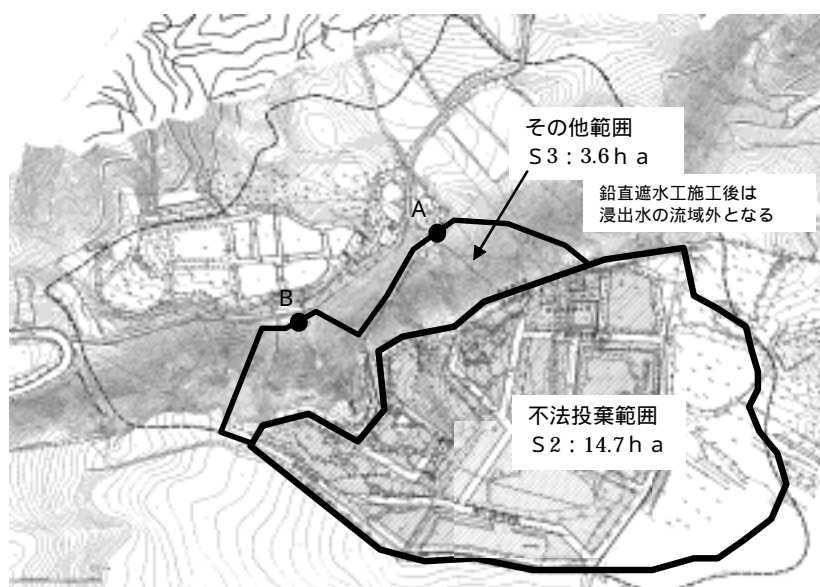 その他範囲
S3:3.6ha
鉛直遮水工施工後は
浸出水の流域外となる
A
B
不法投棄範囲
S2:14.7ha